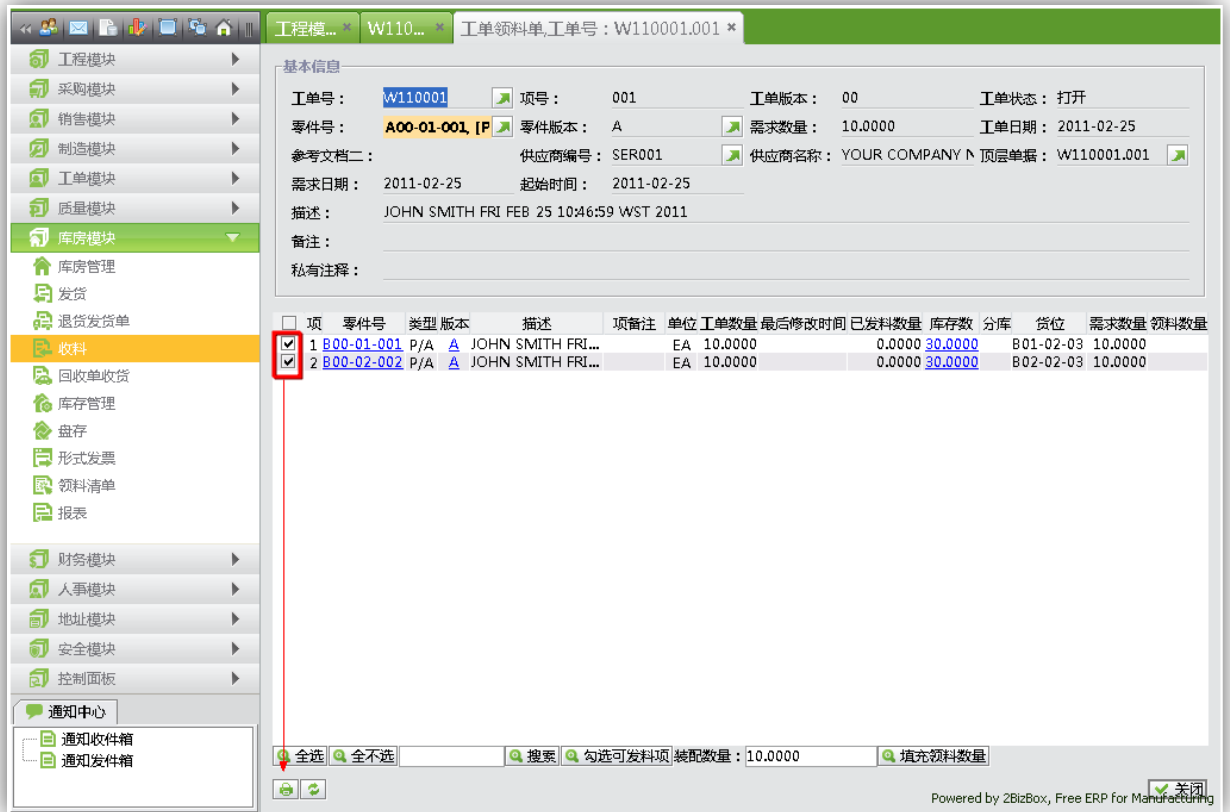 工程模... × W110... × 工单领料单,工单号：W110001.001 ×
工程模块
采购模块
销售模块
制造模块
工单模块
质量模块
库房模块
库房管理
发货
退货发货单
收料
回收单收货
库存管理
盘存
形式发票
领料清单
报表
财务模块
人事模块
地址模块
安全模块
控制面板
通知中心
通知收件箱
通知发件箱
基本信息
工单号： W110001 项号： 001 工单版本： 00 工单状态： 打开
零件号： A00-01-001, [P 零件版本： A 需求数量： 10.0000 工单日期： 2011-02-25
参考文档二： 供应商编号： SER001 供应商名称： YOUR COMPANY N 顶层单据： W110001.001
需求日期： 2011-02-25 起始时间： 2011-02-25
描述： JOHN SMITH FRI FEB 25 10:46:59 WST 2011
备注：
私有注释：
项 零件号 类型 版本 描述 项备注 单位 工单数量 最后修改时间 已发料数量 库存数 分库 货位 需求数量 领料数量
1 B00-01-001 P/A A JOHN SMITH FRI... EA 10.0000 0.0000 30.0000 B01-02-03 10.0000
2 B00-02-002 P/A A JOHN SMITH FRI... EA 10.0000 0.0000 30.0000 B02-02-03 10.0000
全选 全不选 搜索 勾选可发料项 装配数量：10.0000 填充领料数量
关闭
Powered by 2BizBox, Free ERP for Manufacturing